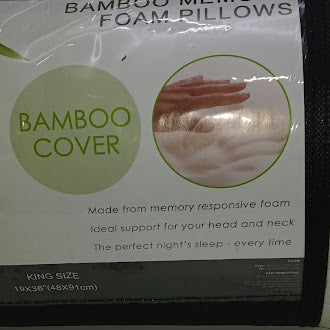 BAMBOO
FOAM PILLOWS
BAMBOO
COVER
Made from memory responsive foam
Ideal support for your head and neck
The perfect night's sleep - every time
KING SIZE
19X36"(48X91cm)